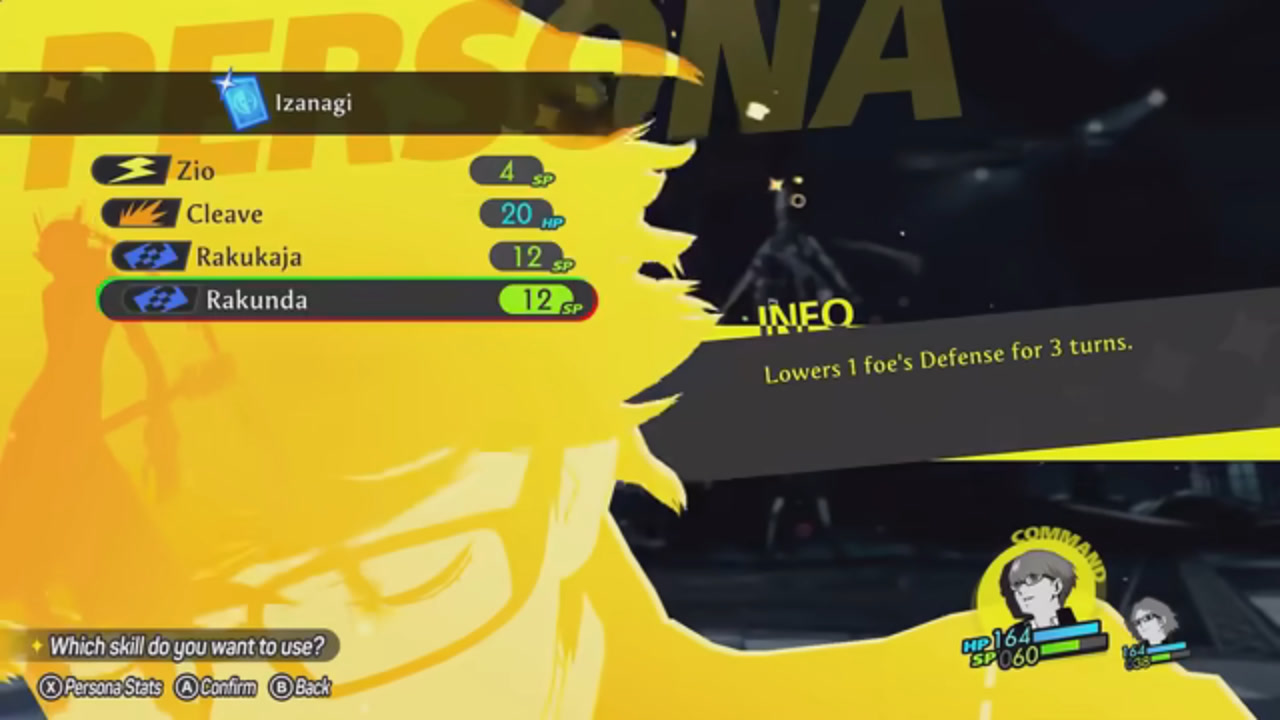 PERSONA
Izanagi
Zio 4 SP
Cleave 20 HP
Rakukaja 12 SP
Rakunda 12 SP
INFO
Lowers 1 foe's Defense for 3 turns.
COMMAND
HP 164
SP 060
164
38
Which skill do you want to use?
X Persona Stats A Confirm B Back